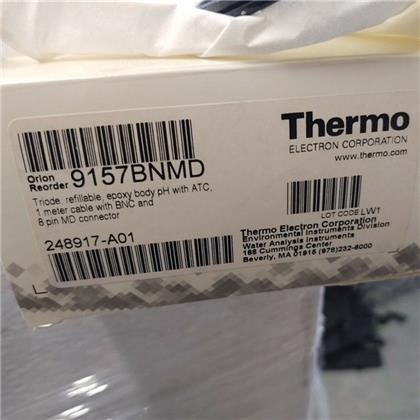 Thermo
ELECTRON CORPORATION
www.thermo.com
Orion
Reorder 9157BNMD
Triode, refillable, epoxy body pH with ATC,
1 meter cable with BNC and
8 pin MD connector
248917-A01
LOT CODE LW1
Thermo Electron Corporation
Environmental Instruments Division
Water Analysis Instruments
166 Cummings Center
Beverly, MA 01915 (978)232-6000